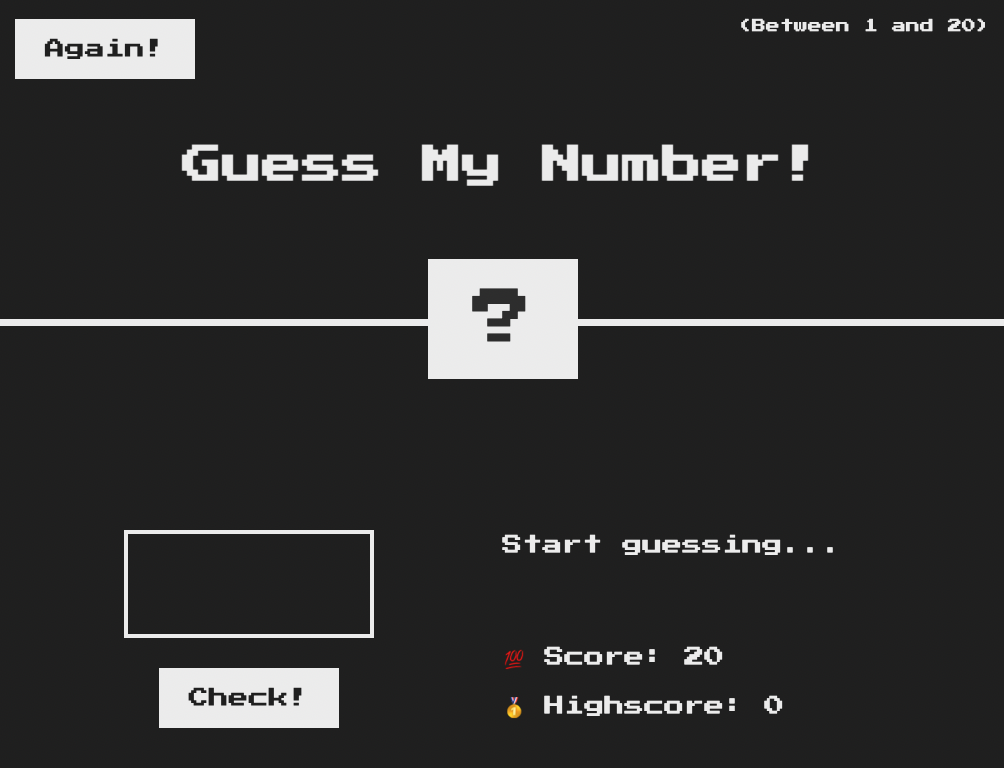 Again!
(Between 1 and 20)
Guess My Number!
?
Start guessing...
💯 Score: 20
Check!
🥇 Highscore: 0